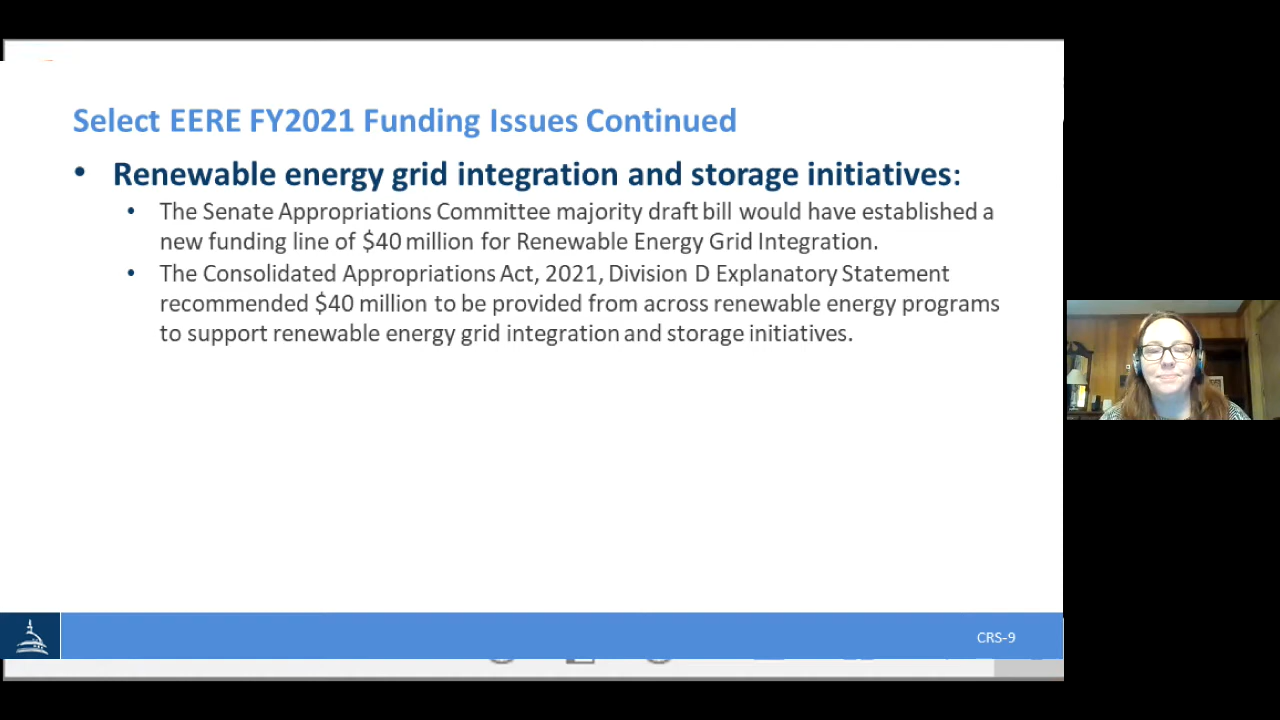 Select EERE FY2021 Funding Issues Continued
• Renewable energy grid integration and storage initiatives:
• The Senate Appropriations Committee majority draft bill would have established a
new funding line of $40 million for Renewable Energy Grid Integration.
• The Consolidated Appropriations Act, 2021, Division D Explanatory Statement
recommended $40 million to be provided from across renewable energy programs
to support renewable energy grid integration and storage initiatives.
CRS-9